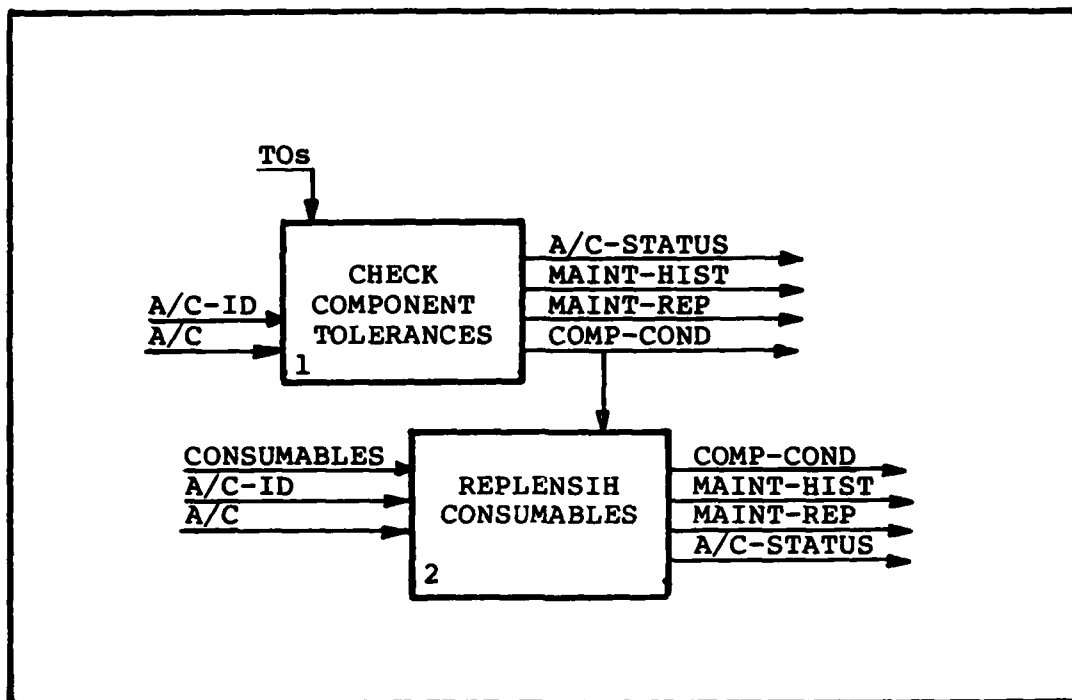 TOs
CHECK
COMPONENT
TOLERANCES
1
A/C-ID
A/C
A/C-STATUS
MAINT-HIST
MAINT-REP
COMP-COND
CONSUMABLES
A/C-ID
A/C
REPLENSIH
CONSUMABLES
2
COMP-COND
MAINT-HIST
MAINT-REP
A/C-STATUS